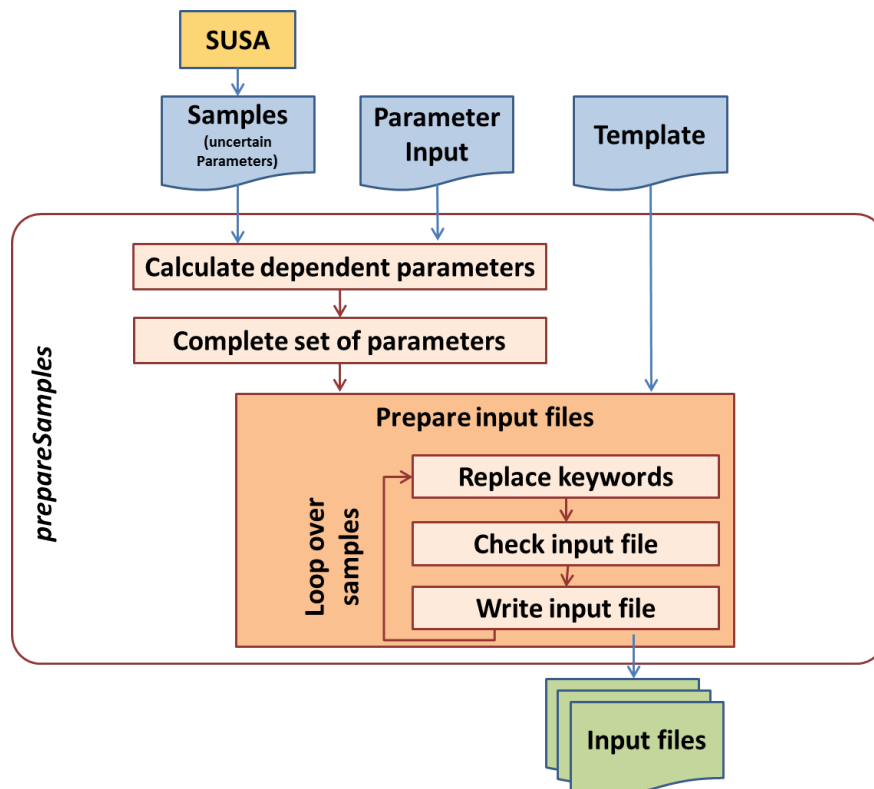 SUSA
Samples
(uncertain
Parameters)
Parameter
Input
Template
Calculate dependent parameters
Complete set of parameters
Prepare input files
Replace keywords
Check input file
Write input file
Loop over
samples
prepareSamples
Input files